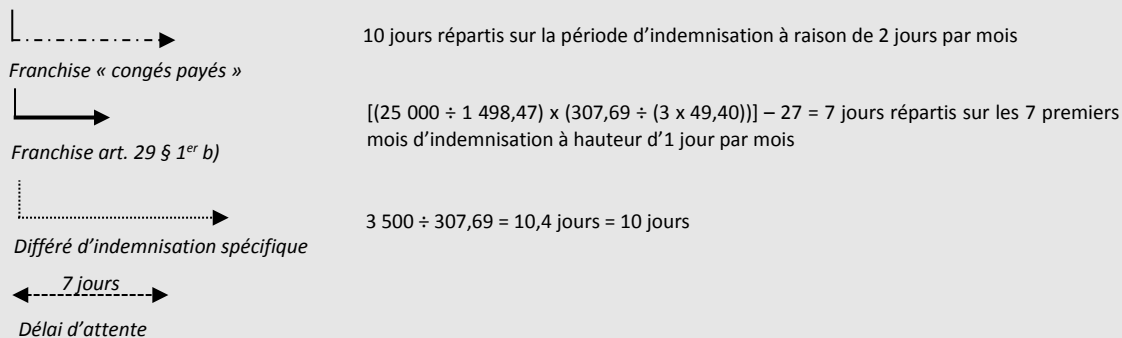 10 jours répartis sur la période d’indemnisation à raison de 2 jours par mois
Franchise « congés payés »
[(25 000 ÷ 1 498,47) x (307,69 ÷ (3 x 49,40))] – 27 = 7 jours répartis sur les 7 premiers
mois d’indemnisation à hauteur d’1 jour par mois
Franchise art. 29 § 1er b)
3 500 ÷ 307,69 = 10,4 jours = 10 jours
Différé d’indemnisation spécifique
7 jours
Délai d’attente